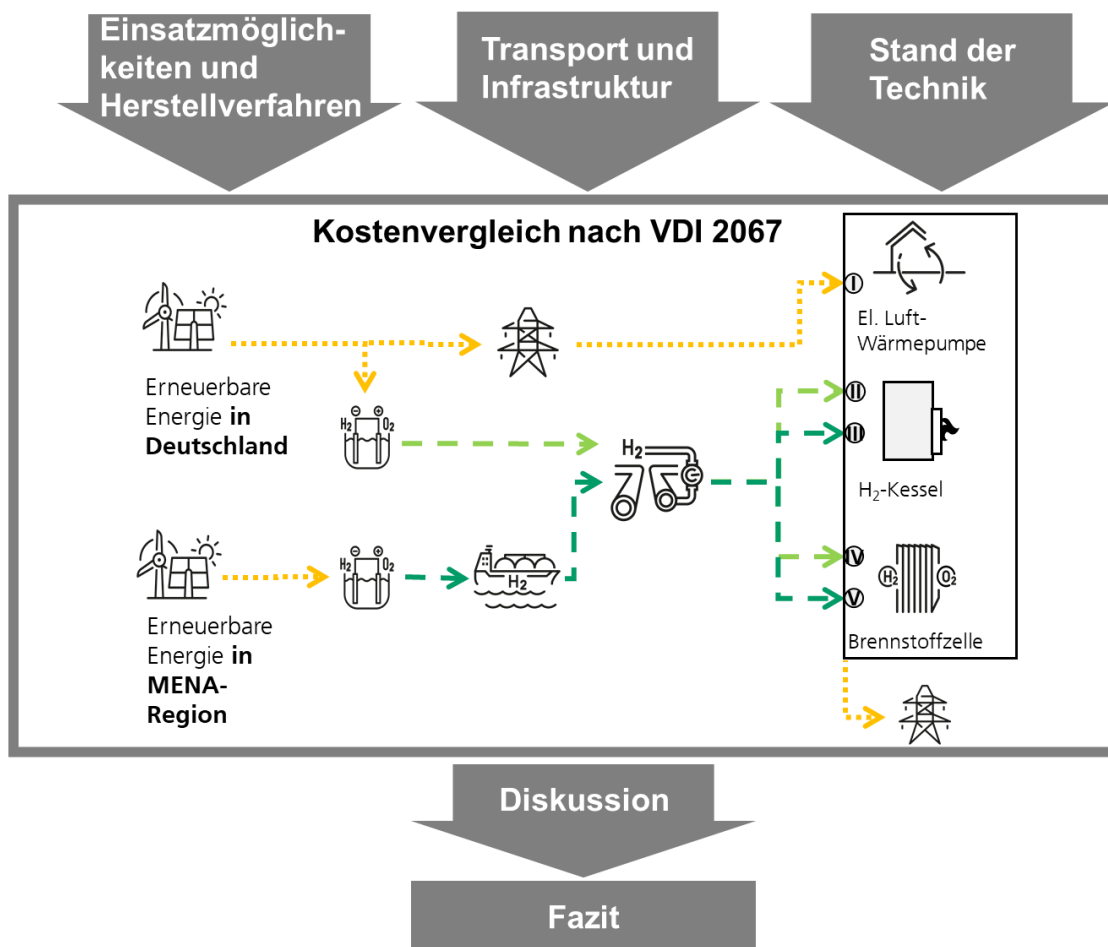 Einsatzmöglich-
keiten und
Herstellverfahren
Transport und
Infrastruktur
Stand der
Technik
Kostenvergleich nach VDI 2067
I
El. Luft-
Wärmepumpe
Erneuerbare
Energie in
Deutschland
H₂ O₂
H₂
II
H₂-Kessel
H₂ O₂
H₂
Erneuerbare
Energie in
MENA-
Region
V
H₂ O₂
Brennstoffzelle
Diskussion
Fazit